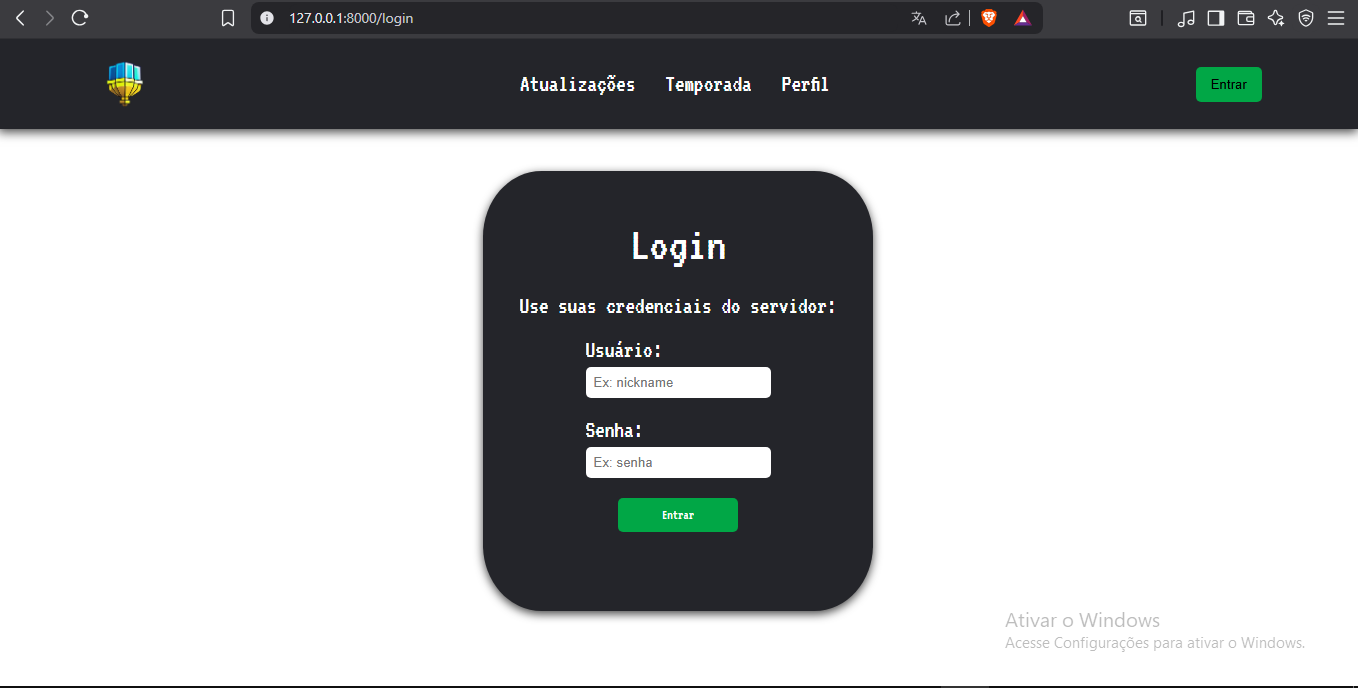 127.0.0.1:8000/login
Atualizações Temporada Perfil Entrar
Login
Use suas credenciais do servidor:
Usuário:
Ex: nickname
Senha:
Ex: senha
Entrar
Ativar o Windows
Acesse Configurações para ativar o Windows.